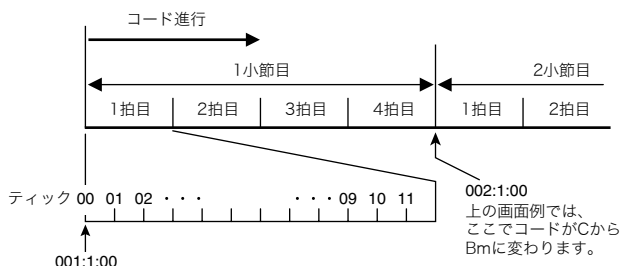 コード進行
1小節目
2小節目
1拍目
2拍目
3拍目
4拍目
1拍目
2拍目
ティック 00 01 02 ・・・ ・・・ 09 10 11
002:1:00
上の画面例では、
ここでコードがCから
Bmに変わります。
001:1:00